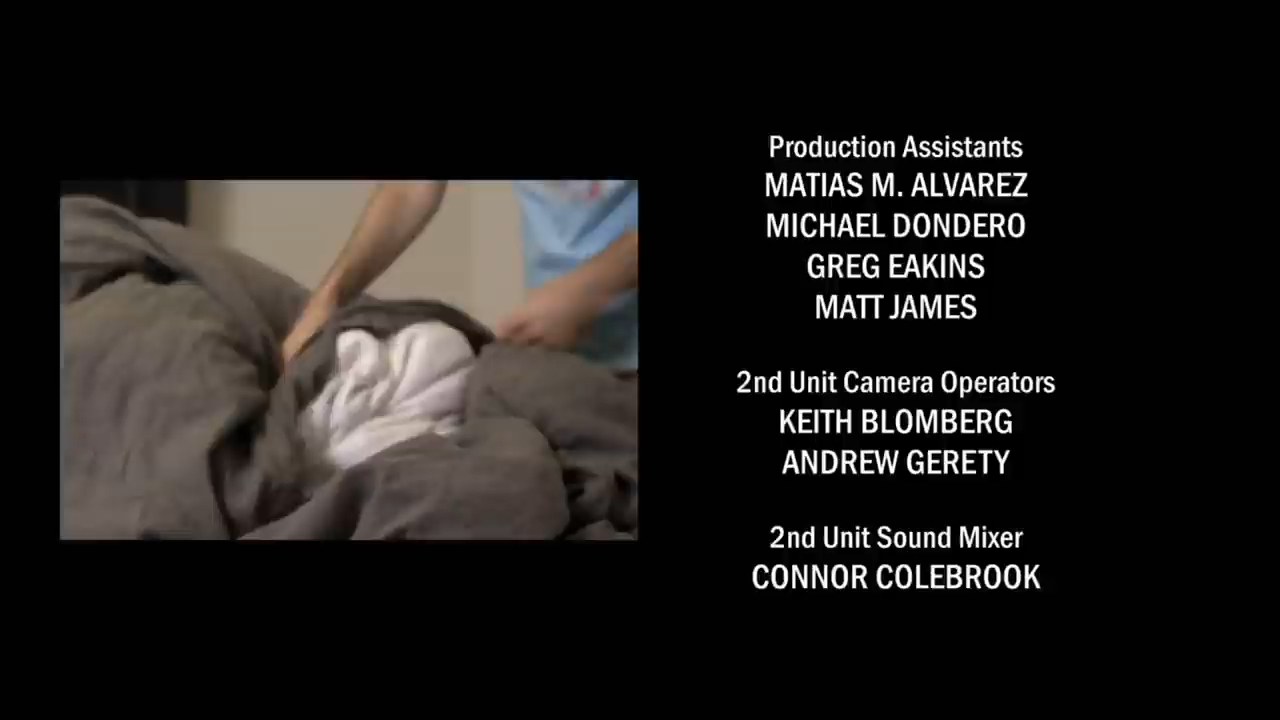 Production Assistants
MATIAS M. ALVAREZ
MICHAEL DONDERO
GREG EAKINS
MATT JAMES
2nd Unit Camera Operators
KEITH BLOMBERG
ANDREW GERETY
2nd Unit Sound Mixer
CONNOR COLEBROOK